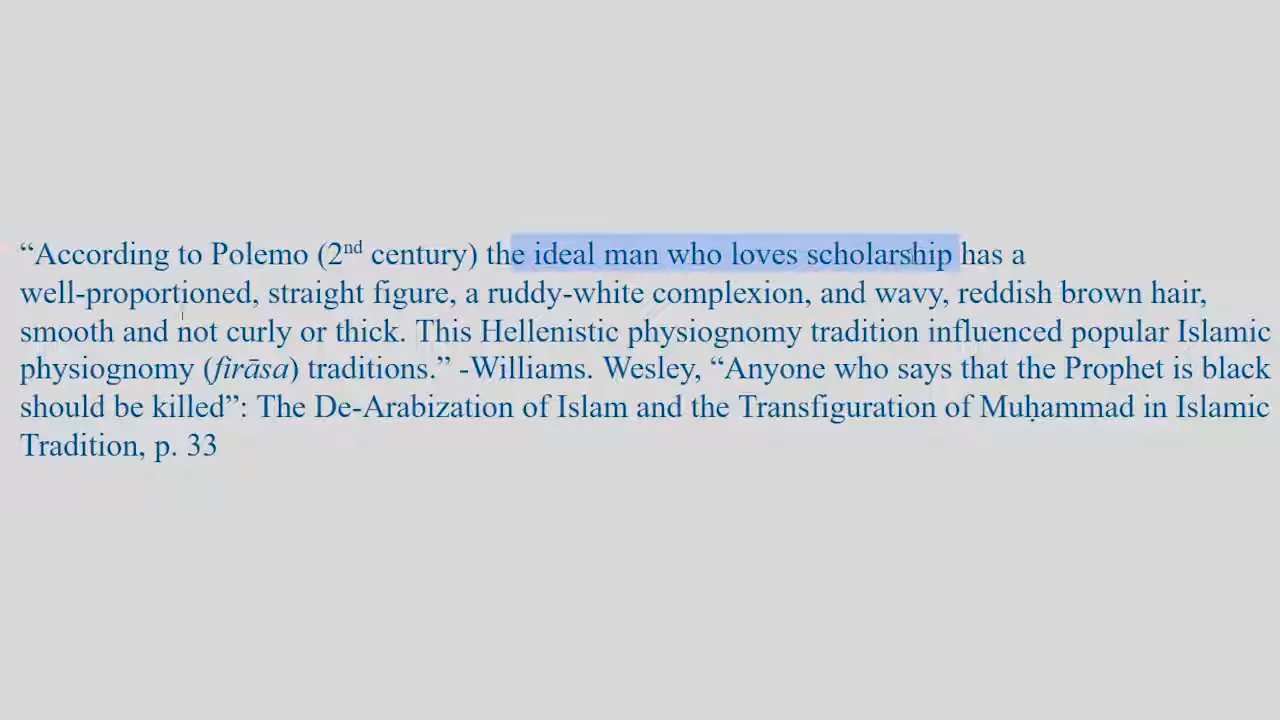 “According to Polemo (2nd century) the ideal man who loves scholarship has a
well-proportioned, straight figure, a ruddy-white complexion, and wavy, reddish brown hair,
smooth and not curly or thick. This Hellenistic physiognomy tradition influenced popular Islamic
physiognomy (firāsa) traditions.” -Williams. Wesley, “Anyone who says that the Prophet is black
should be killed”: The De-Arabization of Islam and the Transfiguration of Muḥammad in Islamic
Tradition, p. 33